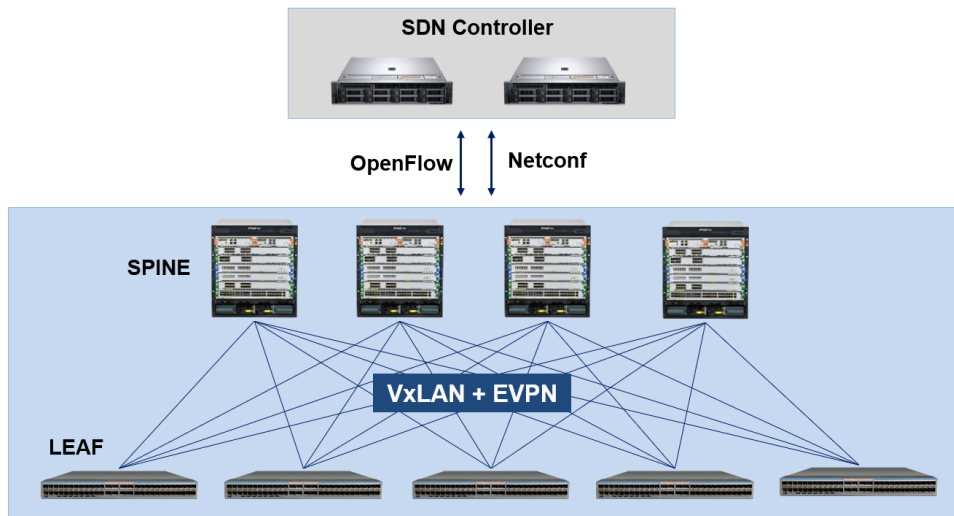 SDN Controller
OpenFlow
Netconf
SPINE
VxLAN + EVPN
LEAF